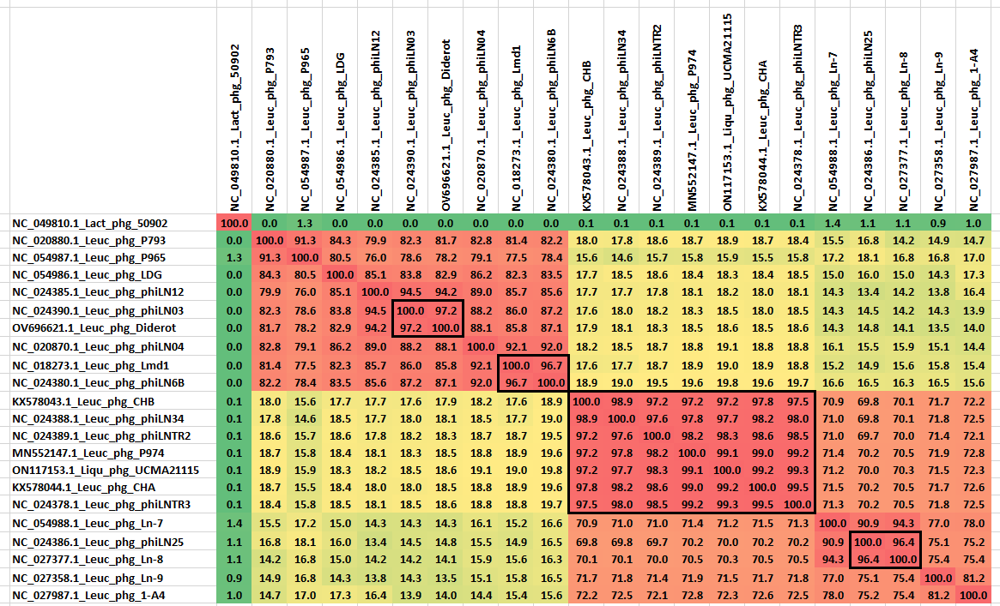 NC_049810.1_Lact_phg_50902 NC_020880.1_Leuc_phg_P793 NC_054987.1_Leuc_phg_P965 NC_054986.1_Leuc_phg_LDG NC_024385.1_Leuc_phg_phiLN12 NC_024390.1_Leuc_phg_phiLN03 OV696621.1_Leuc_phg_Diderot NC_020870.1_Leuc_phg_phiLN04 NC_018273.1_Leuc_phg_Lmd1 NC_024380.1_Leuc_phg_phiLN6B KX578043.1_Leuc_phg_CHB NC_024388.1_Leuc_phg_phiLN34 NC_024389.1_Leuc_phg_phiLNTR2 MN552147.1_Leuc_phg_P974 ON117153.1_Liqu_phg_UCMA21115 KX578044.1_Leuc_phg_CHA NC_024378.1_Leuc_phg_phiLNTR3 NC_054988.1_Leuc_phg_Ln-7 NC_024386.1_Leuc_phg_phiLN25 NC_027377.1_Leuc_phg_Ln-8 NC_027358.1_Leuc_phg_Ln-9 NC_027987.1_Leuc_phg_1-A4
NC_049810.1_Lact_phg_50902 100.0 0.0 1.3 0.0 0.0 0.0 0.0 0.0 0.0 0.0 0.1 0.1 0.1 0.1 0.1 0.1 0.1 1.4 1.1 1.1 0.9 1.0
NC_020880.1_Leuc_phg_P793 0.0 100.0 91.3 84.3 79.9 82.3 81.7 82.8 81.4 82.2 18.0 17.8 18.6 18.7 18.9 18.7 18.4 15.5 16.8 14.2 14.9 14.7
NC_054987.1_Leuc_phg_P965 1.3 91.3 100.0 80.5 76.0 78.6 78.2 79.1 77.5 78.4 15.6 14.6 15.7 15.8 15.9 15.5 15.8 17.2 18.1 16.8 16.8 17.0
NC_054986.1_Leuc_phg_LDG 0.0 84.3 80.5 100.0 85.1 83.8 82.9 86.2 82.3 83.5 17.7 18.5 18.6 18.4 18.3 18.4 18.5 15.0 16.0 15.0 14.3 17.3
NC_024385.1_Leuc_phg_phiLN12 0.0 79.9 76.0 85.1 100.0 94.5 94.2 89.0 85.7 85.6 17.7 17.7 17.8 18.1 18.2 18.0 18.1 14.3 13.4 14.2 13.8 16.4
NC_024390.1_Leuc_phg_phiLN03 0.0 82.3 78.6 83.8 94.5 100.0 97.2 88.2 86.0 87.2 17.6 18.0 18.2 18.3 18.5 18.0 18.5 14.3 14.5 14.2 14.3 13.9
OV696621.1_Leuc_phg_Diderot 0.0 81.7 78.2 82.9 94.2 97.2 100.0 88.1 85.8 87.1 17.9 18.1 18.3 18.5 18.6 18.5 18.6 14.3 14.8 14.1 13.5 14.0
NC_020870.1_Leuc_phg_phiLN04 0.0 82.8 79.1 86.2 89.0 88.2 88.1 100.0 92.1 92.0 18.2 18.5 18.7 18.8 19.1 18.8 18.8 16.1 15.5 15.9 15.1 14.4
NC_018273.1_Leuc_phg_Lmd1 0.0 81.4 77.5 82.3 85.7 86.0 85.8 92.1 100.0 96.7 17.6 17.7 18.7 18.9 19.0 18.9 18.8 15.2 14.9 15.6 15.8 15.4
NC_024380.1_Leuc_phg_phiLN6B 0.0 82.2 78.4 83.5 85.6 87.2 87.1 92.0 96.7 100.0 18.9 19.0 19.5 19.6 19.8 19.6 19.7 16.6 16.5 16.3 16.5 15.6
KX578043.1_Leuc_phg_CHB 0.1 18.0 15.6 17.7 17.7 17.6 17.9 18.2 17.6 18.9 100.0 98.9 97.2 97.2 97.2 97.8 97.5 70.9 69.8 70.1 71.7 72.2
NC_024388.1_Leuc_phg_phiLN34 0.1 17.8 14.6 18.5 17.7 18.0 18.1 18.5 17.7 19.0 98.9 100.0 97.6 97.8 97.7 98.2 98.0 71.0 69.8 70.1 71.8 72.5
NC_024389.1_Leuc_phg_phiLNTR2 0.1 18.6 15.7 18.6 17.8 18.2 18.3 18.7 18.7 19.5 97.2 97.6 100.0 98.2 98.3 98.6 98.5 71.0 69.7 70.0 71.4 72.1
MN552147.1_Leuc_phg_P974 0.1 18.7 15.8 18.4 18.1 18.3 18.5 18.8 18.9 19.6 97.2 97.8 98.2 100.0 99.1 99.0 99.2 71.4 70.2 70.5 71.9 72.8
ON117153.1_Liqu_phg_UCMA21115 0.1 18.9 15.9 18.3 18.2 18.5 18.6 19.1 19.0 19.8 97.2 97.7 98.3 99.1 100.0 99.2 99.3 71.2 70.0 70.3 71.5 72.3
KX578044.1_Leuc_phg_CHA 0.1 18.7 15.5 18.4 18.0 18.0 18.5 18.8 18.9 19.6 97.8 98.2 98.6 99.0 99.2 100.0 99.5 71.5 70.2 70.5 71.7 72.6
NC_024378.1_Leuc_phg_phiLNTR3 0.1 18.4 15.8 18.5 18.1 18.5 18.6 18.8 18.8 19.7 97.5 98.0 98.5 99.2 99.3 99.5 100.0 71.3 70.2 70.5 71.8 72.5
NC_054988.1_Leuc_phg_Ln-7 1.4 15.5 17.2 15.0 14.3 14.3 14.3 16.1 15.2 16.6 70.9 71.0 71.0 71.4 71.2 71.5 71.3 100.0 90.9 94.3 77.0 78.0
NC_024386.1_Leuc_phg_phiLN25 1.1 16.8 18.1 16.0 13.4 14.5 14.8 15.5 14.9 16.5 69.8 69.8 69.7 70.2 70.0 70.2 70.2 90.9 100.0 96.4 75.1 75.2
NC_027377.1_Leuc_phg_Ln-8 1.1 14.2 16.8 15.0 14.2 14.2 14.1 15.9 15.6 16.3 70.1 70.1 70.0 70.5 70.3 70.5 70.5 94.3 96.4 100.0 75.4 75.4
NC_027358.1_Leuc_phg_Ln-9 0.9 14.9 16.8 14.3 13.8 14.3 13.5 15.1 15.8 16.5 71.7 71.8 71.4 71.9 71.5 71.7 71.8 77.0 75.1 75.4 100.0 81.2
NC_027987.1_Leuc_phg_1-A4 1.0 14.7 17.0 17.3 16.4 13.9 14.0 14.4 15.4 15.6 72.2 72.5 72.1 72.8 72.3 72.6 72.5 78.0 75.2 75.4 81.2 100.0